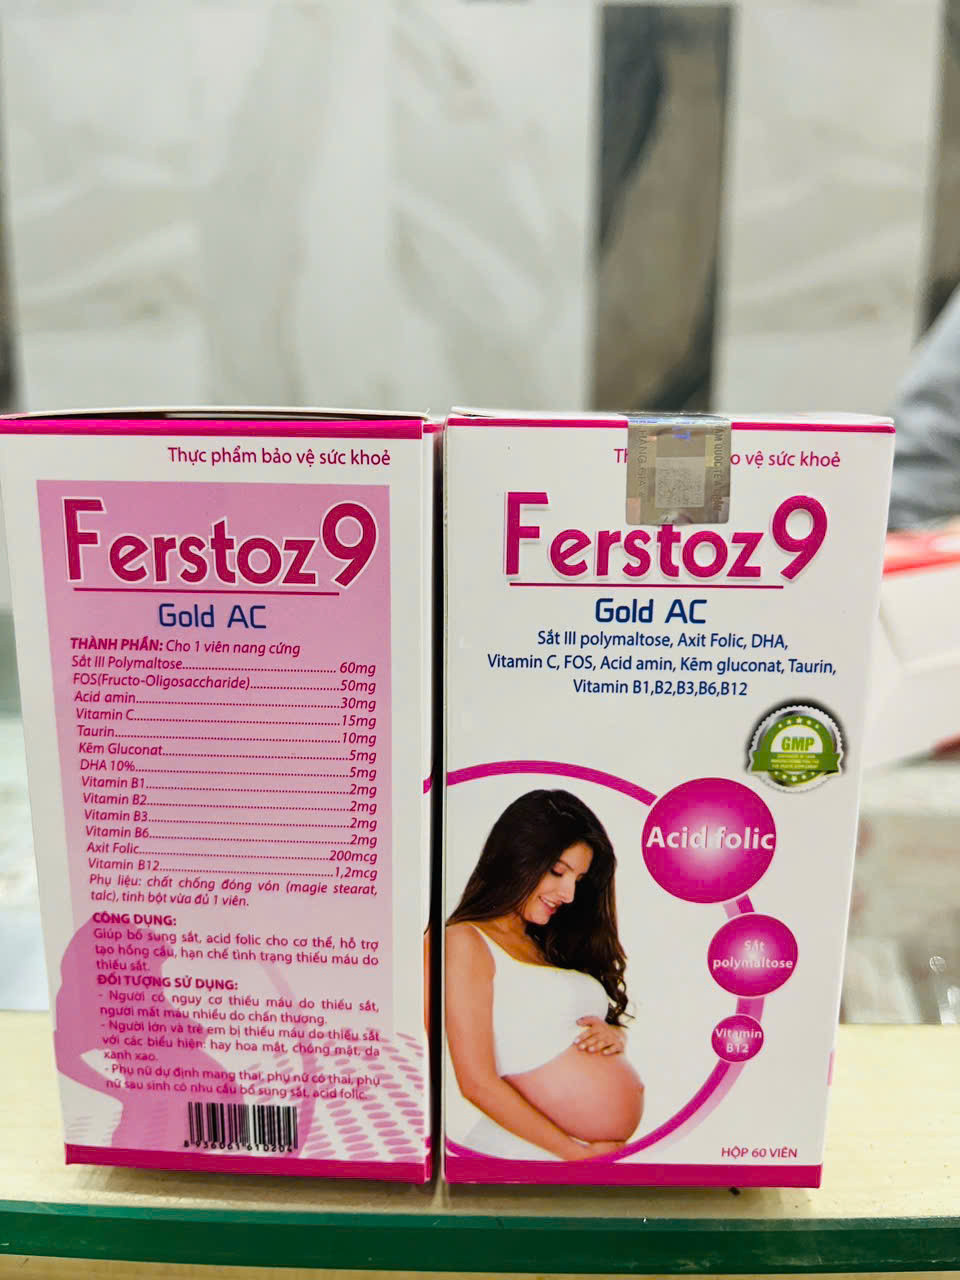 Thực phẩm bảo vệ sức khoẻ
Ferstoz9
Gold AC
THÀNH PHẦN: Cho 1 viên nang cứng
Sắt III Polymaltose........ 60mg
FOS(Fructo-Oligosaccharide)........ 50mg
Acid amin........ 30mg
Vitamin C........ 15mg
Taurin........ 10mg
Kẽm Gluconat........ 5mg
DHA 10%........ 5mg
Vitamin B1........ 2mg
Vitamin B2........ 2mg
Vitamin B3........ 2mg
Vitamin B6........ 2mg
Axit Folic........ 200mcg
Vitamin B12........ 1,2mcg
Phụ liệu: chất chống đóng vón (magie stearat,
talc), tinh bột vừa đủ 1 viên.
CÔNG DỤNG:
Giúp bổ sung sắt, acid folic cho cơ thể, hỗ trợ
tạo hồng cầu, hạn chế tình trạng thiếu máu do
thiếu sắt.
ĐỐI TƯỢNG SỬ DỤNG:
- Người có nguy cơ thiếu máu do thiếu sắt,
người mất máu nhiều do chấn thương.
- Người lớn và trẻ em bị thiếu máu do thiếu sắt
với các biểu hiện: hay hoa mắt, chóng mặt, da
xanh xao.
- Phụ nữ dự định mang thai, phụ nữ có thai, phụ
nữ sau sinh có nhu cầu bổ sung sắt, acid folic.
8 936061 610204
Th o vệ sức khoẻ
Ferstoz9
Gold AC
Sắt III polymaltose, Axit Folic, DHA,
Vitamin C, FOS, Acid amin, Kẽm gluconat, Taurin,
Vitamin B1,B2,B3,B6,B12
GMP
Acid folic
Sắt
polymaltose
Vitamin
B12
HỘP 60 VIÊN